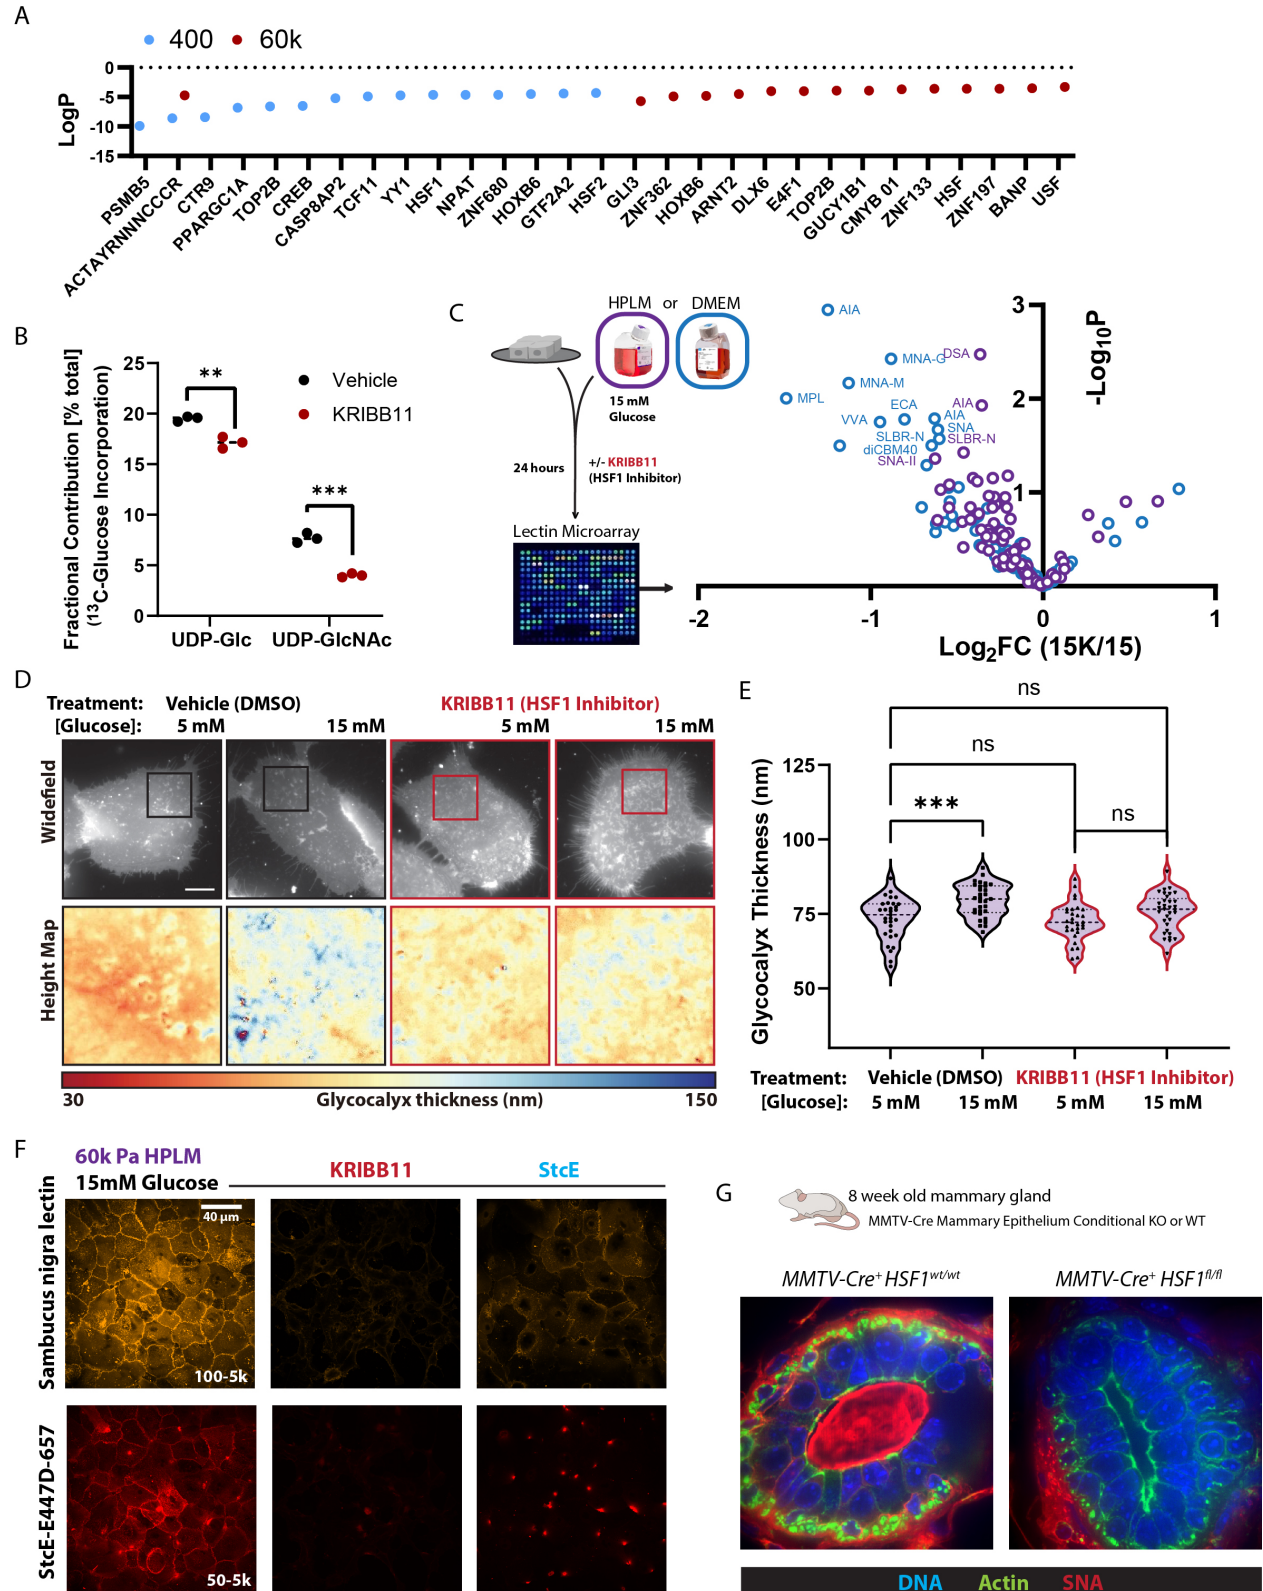 A
400 60k
LogP
0
-5
-10
-15
PSMB5
ACTAYRNNNCCCR
CTR9
PPARGC1A
TOP2B
CREB
CASP8AP2
TCF11
YY1
HSF1
NPAT
ZNF680
HOXB6
GTF2A2
HSF2
GLI3
ZNF362
HOXB6
ARNT2
DLX6
E4F1
TOP2B
GUCY1B1
CMYB 01
ZNF133
HSF
ZNF197
BANP
USF
B
Fractional Contribution [% total]
(13C-Glucose Incorporation)
25
20
15
10
5
0
**
***
Vehicle
KRIBB11
UDP-Glc UDP-GlcNAc
C
HPLM or DMEM
15 mM
Glucose
24 hours
+/- KRIBB11
(HSF1 Inhibitor)
Lectin Microarray
3
2
1
-Log10P
AIA
DSA
MNA-G
MNA-M
MPL
AIA
ECA
AIA
VVA
SNA
SLBR-N
SLBR-N
diCBM40
SNA-II
-2 -1 0 1
Log2FC (15K/15)
D
Treatment: Vehicle (DMSO) KRIBB11 (HSF1 Inhibitor)
[Glucose]: 5 mM 15 mM 5 mM 15 mM
Widefield
Height Map
30 Glycocalyx thickness (nm) 150
E
ns
ns
***
ns
Glycocalyx Thickness (nm)
125
100
75
50
Treatment: Vehicle (DMSO) KRIBB11 (HSF1 Inhibitor)
[Glucose]: 5 mM 15 mM 5 mM 15 mM
F
60k Pa HPLM
15mM Glucose
KRIBB11
StcE
Sambucus nigra lectin
40 µm
100-5k
StcE-E447D-657
50-5k
G
8 week old mammary gland
MMTV-Cre Mammary Epithelium Conditional KO or WT
MMTV-Cre+ HSF1wt/wt
MMTV-Cre+ HSF1fl/fl
DNA Actin SNA